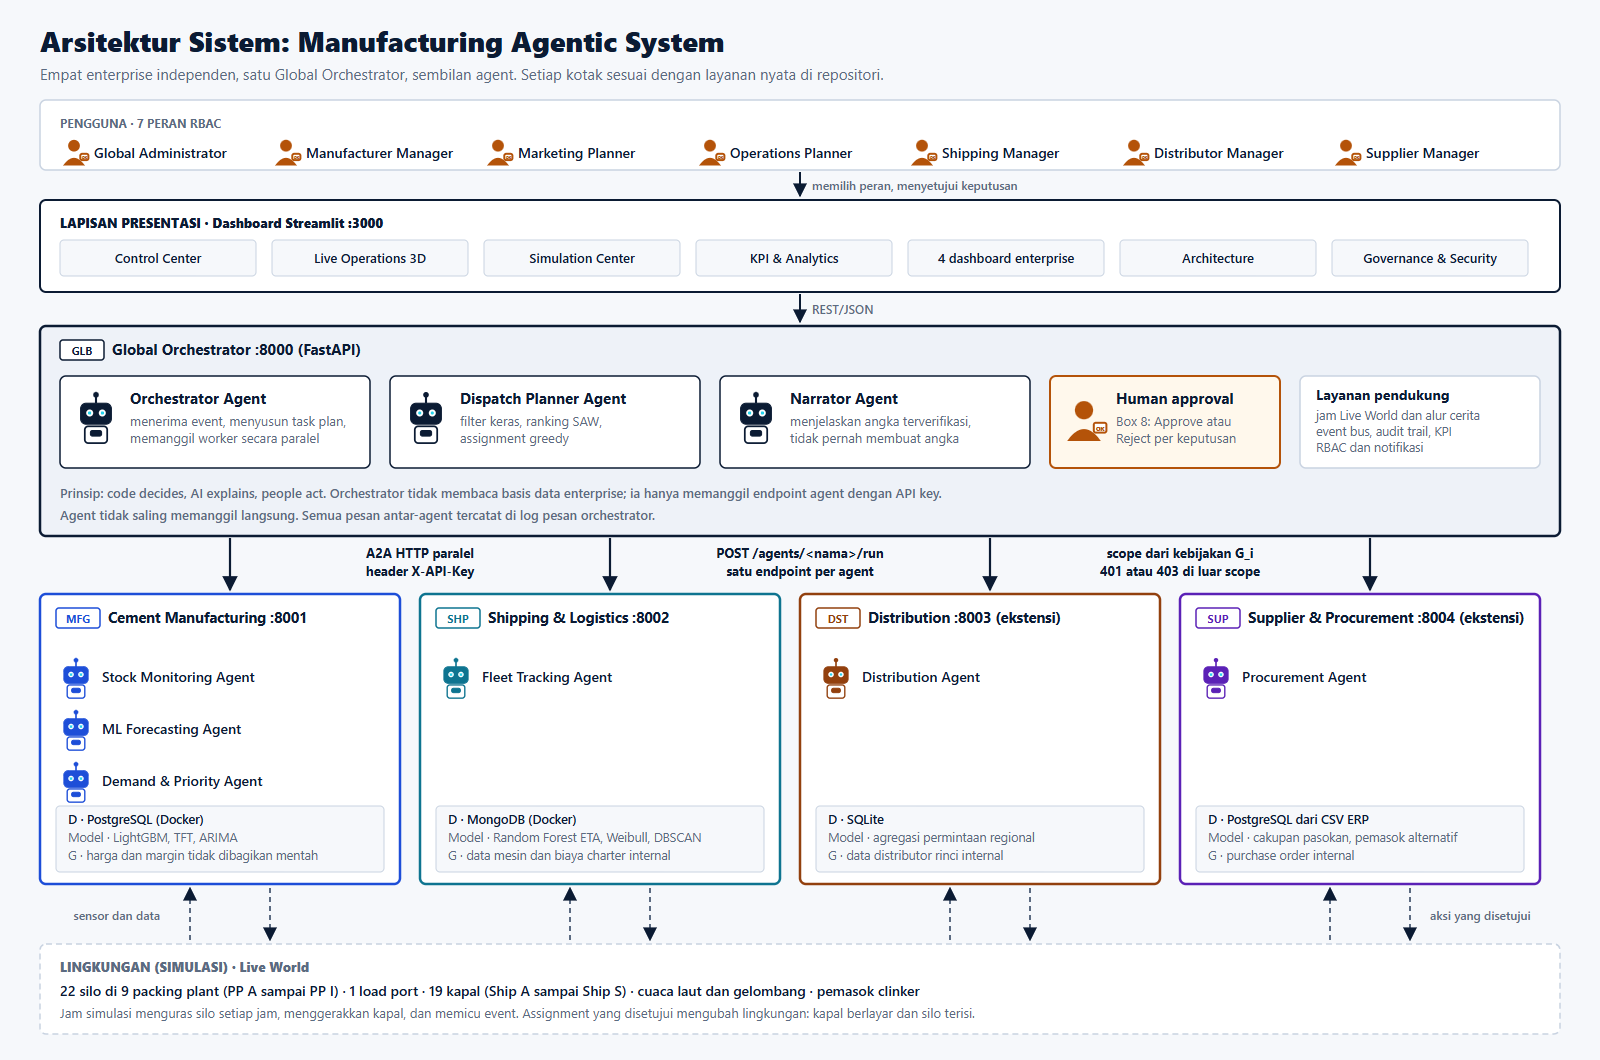 Arsitektur Sistem: Manufacturing Agentic System
Empat enterprise independen, satu Global Orchestrator, sembilan agent. Setiap kotak sesuai dengan layanan nyata di repositori.
PENGGUNA · 7 PERAN RBAC
Global Administrator
Manufacturer Manager
Marketing Planner
Operations Planner
Shipping Manager
Distributor Manager
Supplier Manager
memilih peran, menyetujui keputusan
LAPISAN PRESENTASI · Dashboard Streamlit :3000
Control Center
Live Operations 3D
Simulation Center
KPI & Analytics
4 dashboard enterprise
Architecture
Governance & Security
REST/JSON
GLB
Global Orchestrator :8000 (FastAPI)
Orchestrator Agent
menerima event, menyusun task plan,
memanggil worker secara paralel
Dispatch Planner Agent
filter keras, ranking SAW,
assignment greedy
Narrator Agent
menjelaskan angka terverifikasi,
tidak pernah membuat angka
OK
Human approval
Box 8: Approve atau
Reject per keputusan
Layanan pendukung
jam Live World dan alur cerita
event bus, audit trail, KPI
RBAC dan notifikasi
Prinsip: code decides, AI explains, people act. Orchestrator tidak membaca basis data enterprise; ia hanya memanggil endpoint agent dengan API key.
Agent tidak saling memanggil langsung. Semua pesan antar-agent tercatat di log pesan orchestrator.
A2A HTTP paralel
header X-API-Key
POST /agents/<nama>/run
satu endpoint per agent
scope dari kebijakan G_i
401 atau 403 di luar scope
MFG
Cement Manufacturing :8001
Stock Monitoring Agent
ML Forecasting Agent
Demand & Priority Agent
D · PostgreSQL (Docker)
Model · LightGBM, TFT, ARIMA
G · harga dan margin tidak dibagikan mentah
SHP
Shipping & Logistics :8002
Fleet Tracking Agent
D · MongoDB (Docker)
Model · Random Forest ETA, Weibull, DBSCAN
G · data mesin dan biaya charter internal
DST
Distribution :8003 (ekstensi)
Distribution Agent
D · SQLite
Model · agregasi permintaan regional
G · data distributor rinci internal
SUP
Supplier & Procurement :8004 (ekstensi)
Procurement Agent
D · PostgreSQL dari CSV ERP
Model · cakupan pasokan, pemasok alternatif
G · purchase order internal
sensor dan data
aksi yang disetujui
LINGKUNGAN (SIMULASI) · Live World
22 silo di 9 packing plant (PP A sampai PP I) · 1 load port · 19 kapal (Ship A sampai Ship S) · cuaca laut dan gelombang · pemasok clinker
Jam simulasi menguras silo setiap jam, menggerakkan kapal, dan memicu event. Assignment yang disetujui mengubah lingkungan: kapal berlayar dan silo terisi.